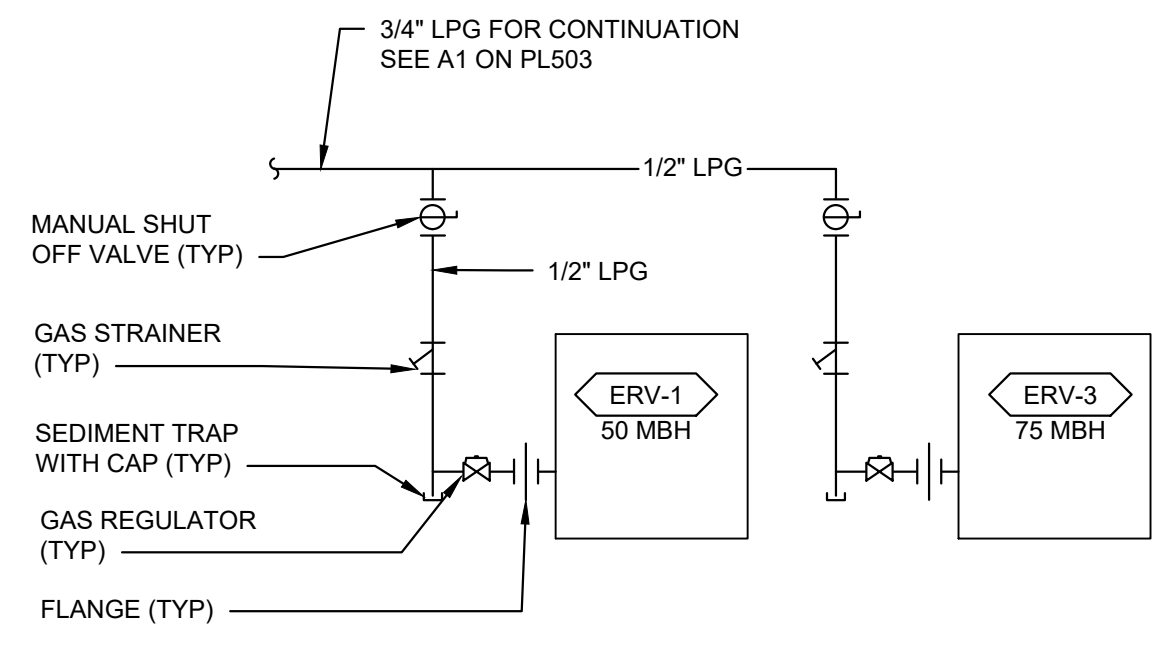 3/4" LPG FOR CONTINUATION
SEE A1 ON PL503
1/2" LPG
MANUAL SHUT
OFF VALVE (TYP)
1/2" LPG
GAS STRAINER
(TYP)
ERV-1
50 MBH
ERV-3
75 MBH
SEDIMENT TRAP
WITH CAP (TYP)
GAS REGULATOR
(TYP)
FLANGE (TYP)